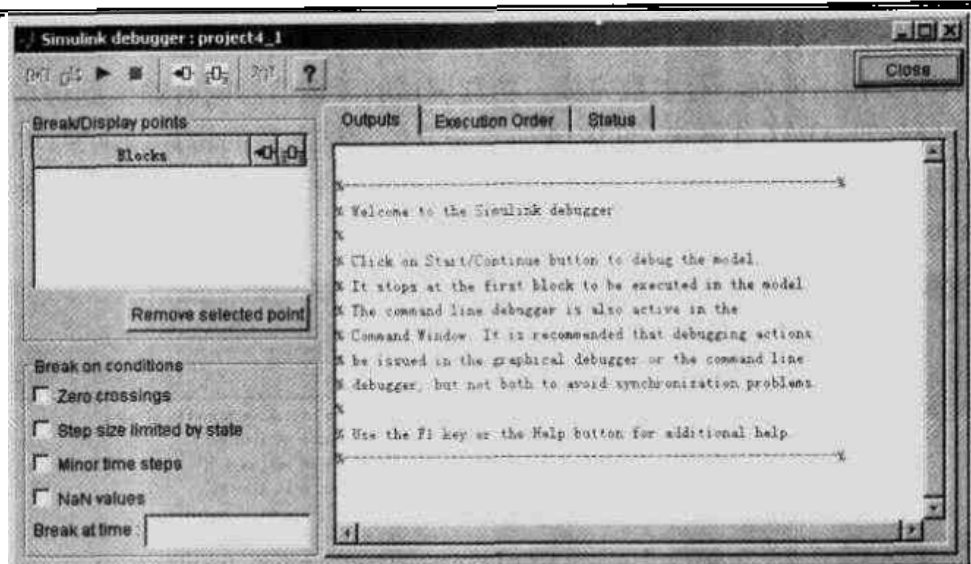 Simulink debugger : project4_1
?
Close
Break/Display points
Blocks
Remove selected point
Break on conditions
Zero crossings
Step size limited by state
Minor time steps
NaN values
Break at time :
Outputs
Execution Order
Status
%----------------------------------------------------------------%
% Welcome to the Simulink debugger
%
% Click on Start/Continue button to debug the model.
% It stops at the first block to be executed in the model.
% The command line debugger is also active in the
% Command Window. It is recommended that debugging actions
% be issued in the graphical debugger or the command line
% debugger, but not both to avoid synchronization problems.
%
% Use the F1 key or the Help button for additional help.
%----------------------------------------------------------------%